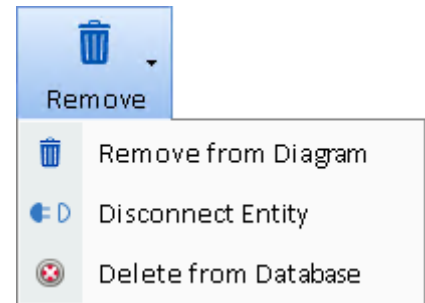 Remove
Remove from Diagram
Disconnect Entity
Delete from Database